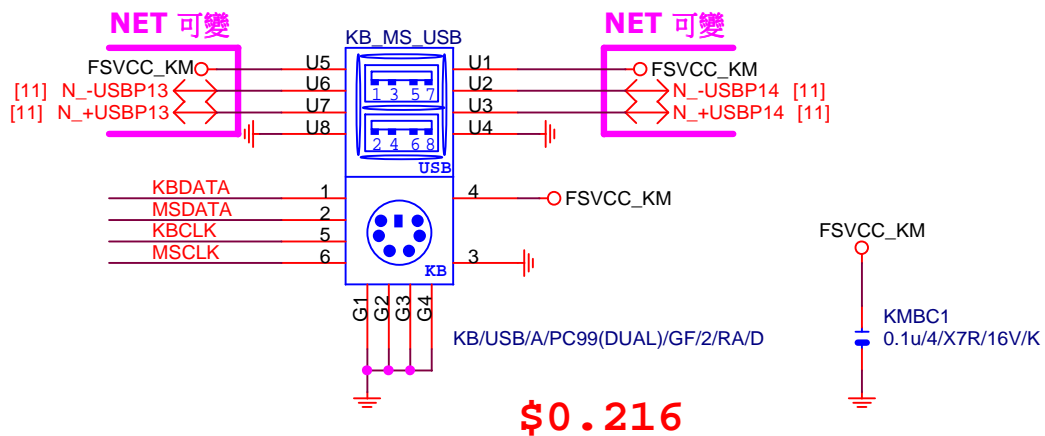 NET 可變
NET 可變
KB_MS_USB
FSVCC_KM
U5
U1
FSVCC_KM
[11] N_-USBP13
U6
U2
N_-USBP14 [11]
[11] N_+USBP13
U7
U3
N_+USBP14 [11]
U8
U4
1 3 5 7
2 4 6 8
USB
KBDATA
1
4
FSVCC_KM
MSDATA
2
KBCLK
5
MSCLK
6
3
KB
G1
G2
G3
G4
KB/USB/A/PC99(DUAL)/GF/2/RA/D
FSVCC_KM
KMBC1
0.1u/4/X7R/16V/K
$0.216